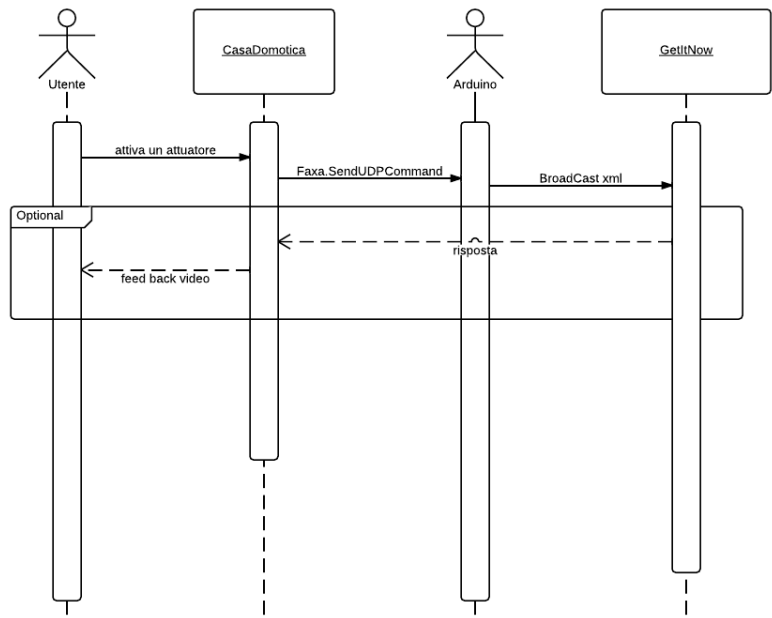 CasaDomotica
GetItNow
Utente
Arduino
attiva un attuatore
Faxa.SendUDPCommand
BroadCast xml
Optional
risposta
feed back video